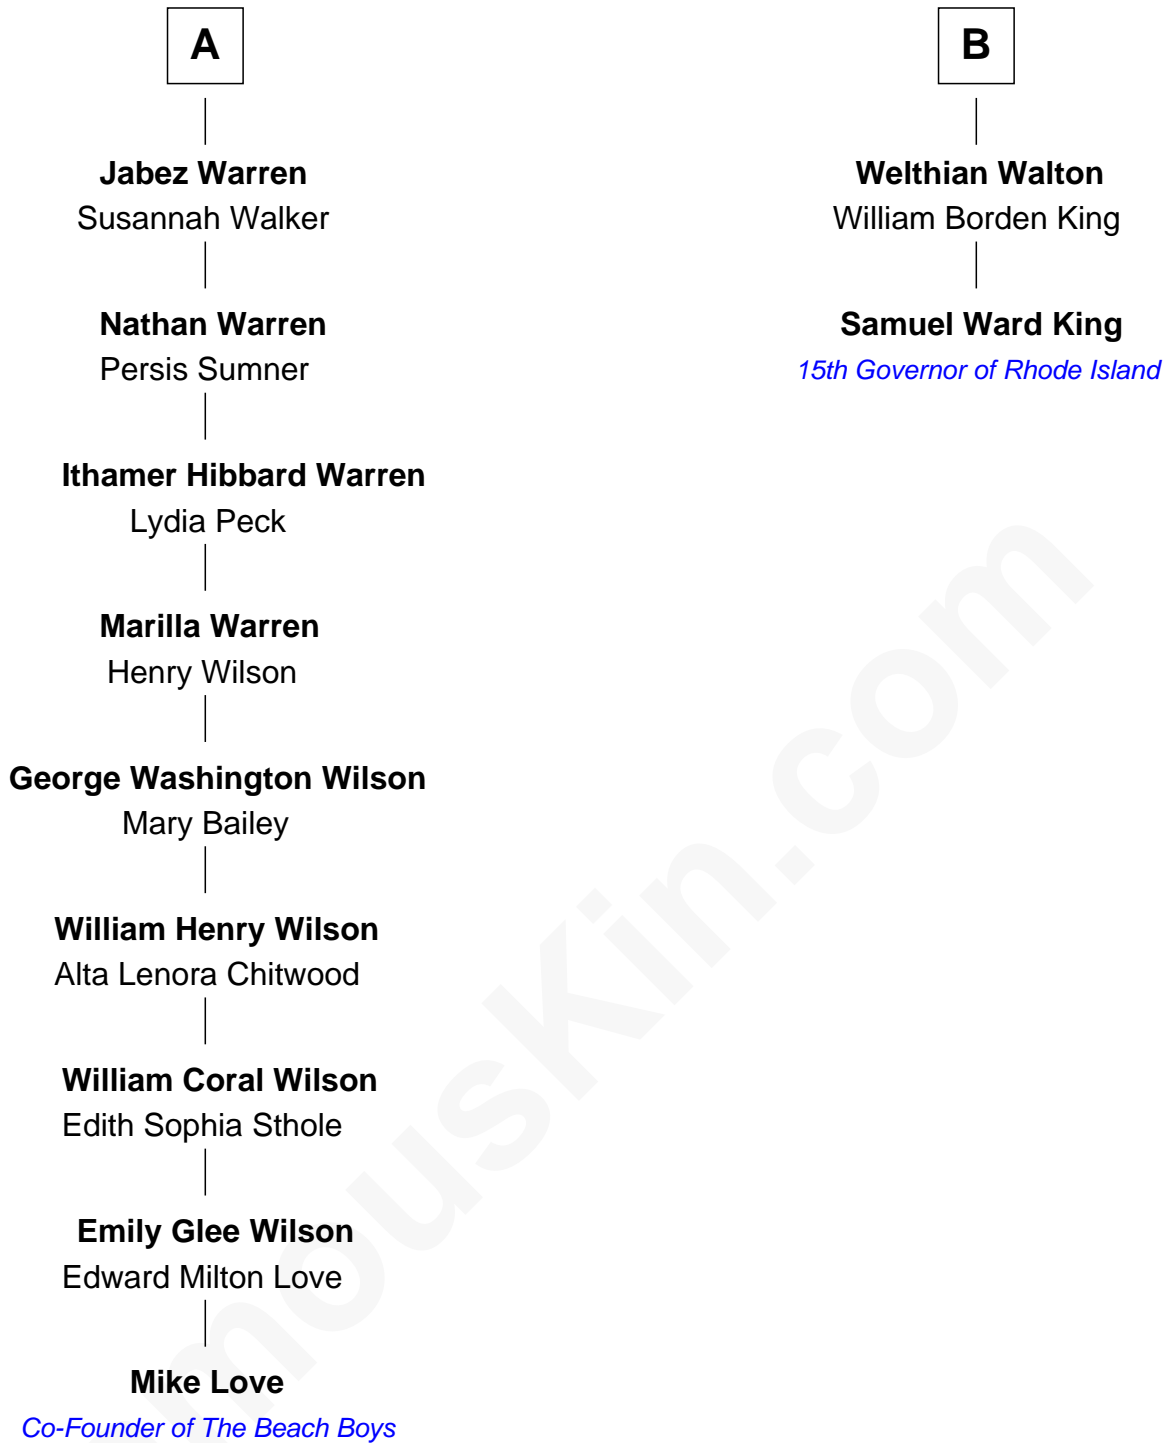 A
B
Jabez Warren
Susannah Walker
Welthian Walton
William Borden King
Nathan Warren
Persis Sumner
Samuel Ward King
15th Governor of Rhode Island
Ithamer Hibbard Warren
Lydia Peck
Marilla Warren
Henry Wilson
George Washington Wilson
Mary Bailey
William Henry Wilson
Alta Lenora Chitwood
William Coral Wilson
Edith Sophia Sthole
Emily Glee Wilson
Edward Milton Love
Mike Love
Co-Founder of The Beach Boys
mousKin.com